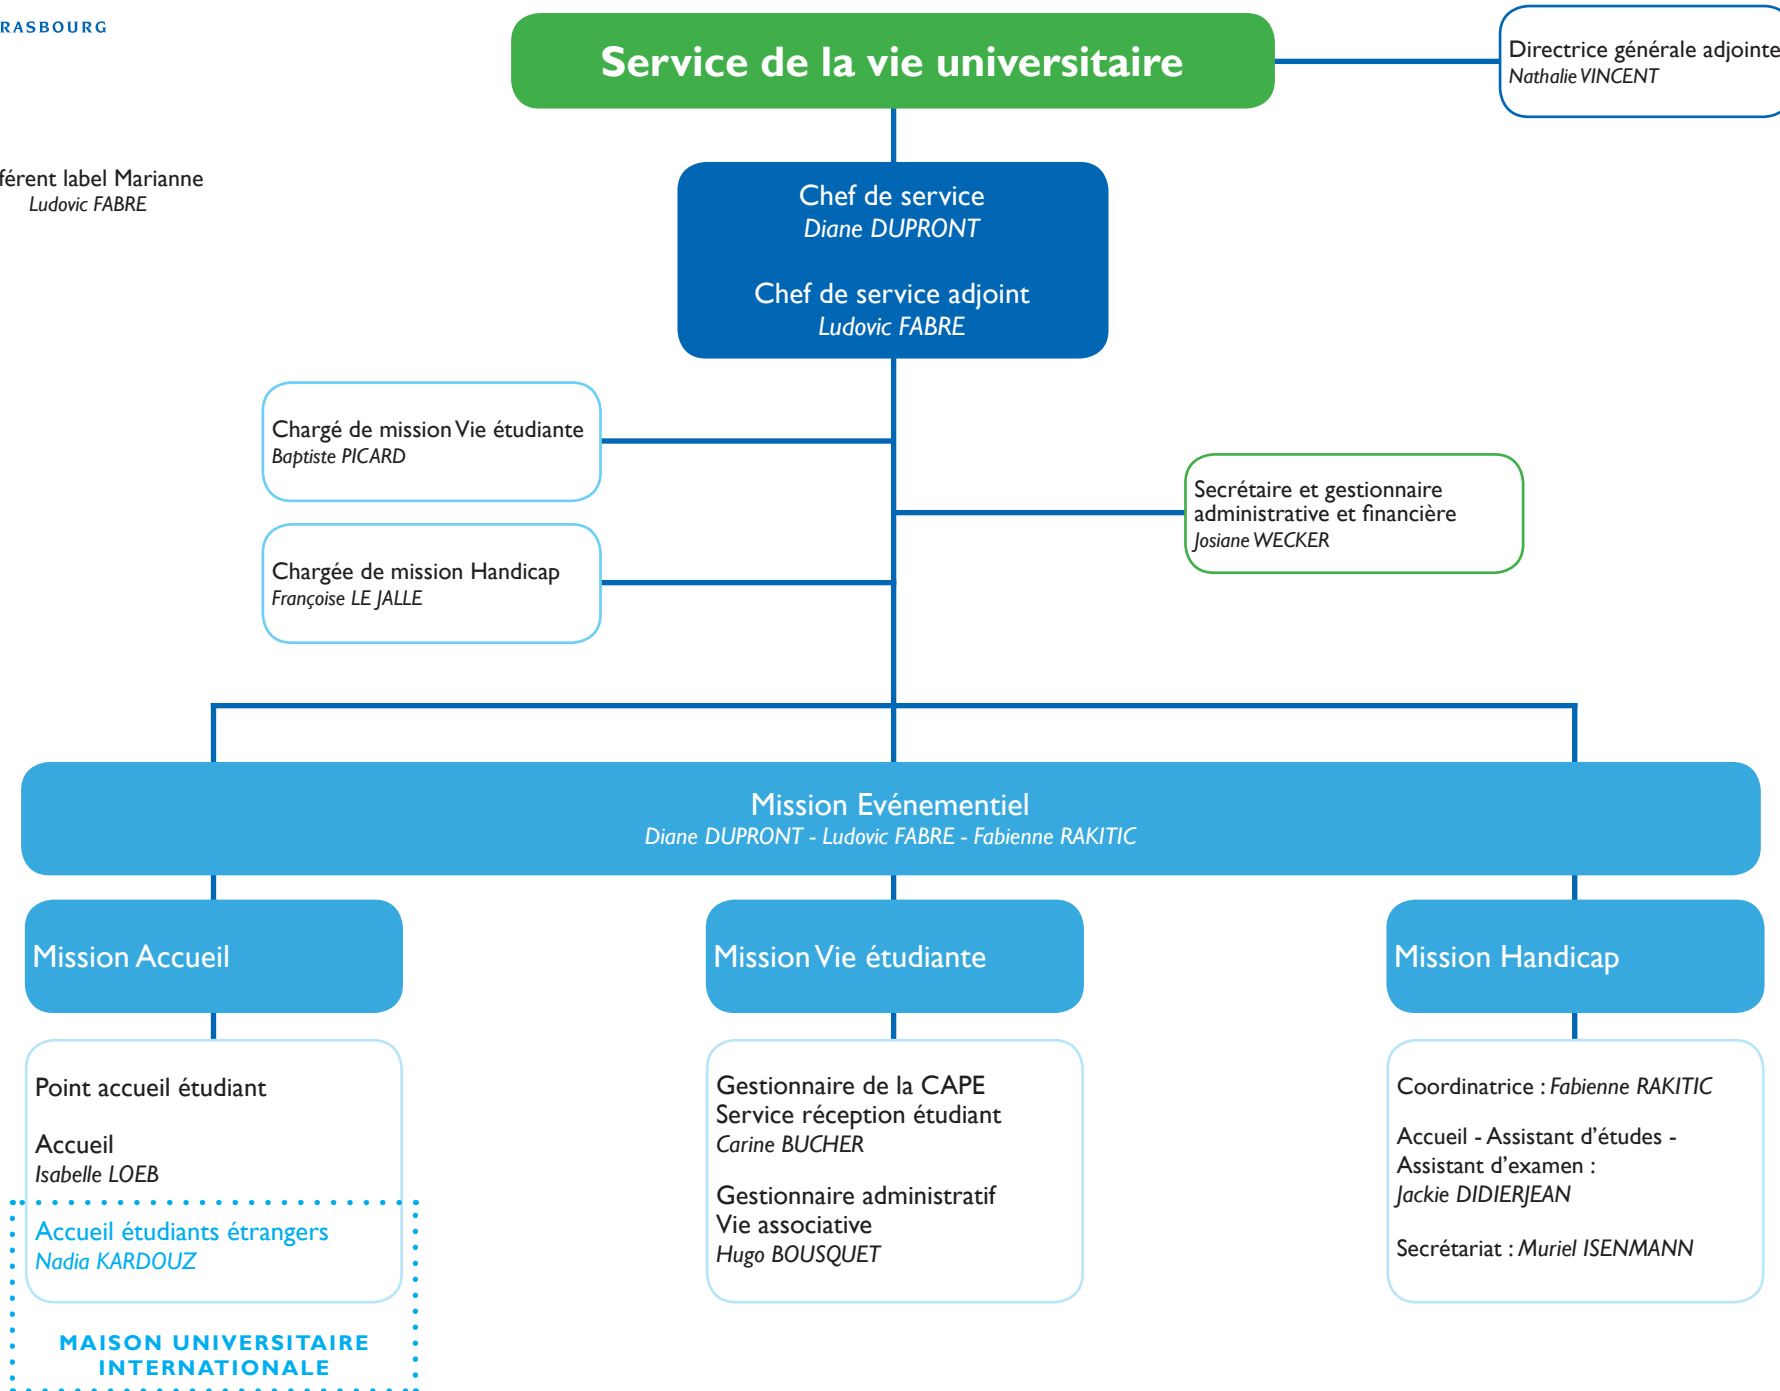 RASBOURG
Service de la vie universitaire
Directrice générale adjointe
Nathalie VINCENT
férent label Marianne
Ludovic FABRE
Chef de service
Diane DUPRONT
Chef de service adjoint
Ludovic FABRE
Chargé de mission Vie étudiante
Baptiste PICARD
Secrétaire et gestionnaire
administrative et financière
Josiane WECKER
Chargée de mission Handicap
Françoise LE JALLE
Mission Evénementiel
Diane DUPRONT - Ludovic FABRE - Fabienne RAKITIC
Mission Accueil
Point accueil étudiant
Accueil
Isabelle LOEB
Accueil étudiants étrangers
Nadia KARDOUZ
MAISON UNIVERSITAIRE
INTERNATIONALE
Mission Vie étudiante
Gestionnaire de la CAPE
Service réception étudiant
Carine BUCHER
Gestionnaire administratif
Vie associative
Hugo BOUSQUET
Mission Handicap
Coordinatrice : Fabienne RAKITIC
Accueil - Assistant d'études -
Assistant d'examen :
Jackie DIDIERJEAN
Secrétariat : Muriel ISENMANN